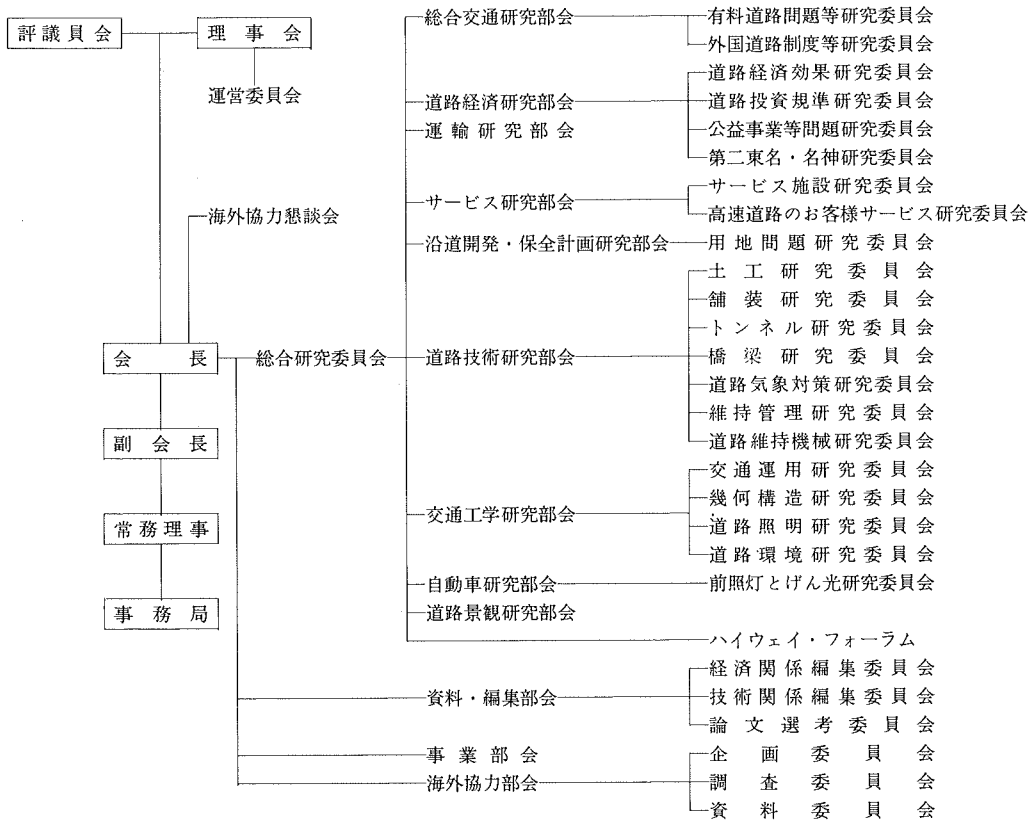 総合交通研究部会 有料道路問題等研究委員会
評議員会 理事会
外国道路制度等研究委員会
道路経済効果研究委員会
運営委員会
道路経済研究部会 道路投資規準研究委員会
運輸研究部会 公益事業等問題研究委員会
第二東名・名神研究委員会
サービス施設研究委員会
サービス研究部会
海外協力懇談会 高速道路のお客様サービス研究委員会
沿道開発・保全計画研究部会 用地問題研究委員会
土工研究委員会
舗装研究委員会
トンネル研究委員会
会長 総合研究委員会 道路技術研究部会 橋梁研究委員会
道路気象対策研究委員会
維持管理研究委員会
副会長 道路維持機械研究委員会
交通運用研究委員会
幾何構造研究委員会
交通工学研究部会
常務理事 道路照明研究委員会
道路環境研究委員会
自動車研究部会 前照灯とげん光研究委員会
事務局 道路景観研究部会
ハイウェイ・フォーラム
経済関係編集委員会
資料・編集部会 技術関係編集委員会
論文選考委員会
事業部会 企画委員会
海外協力部会 調査委員会
資料委員会